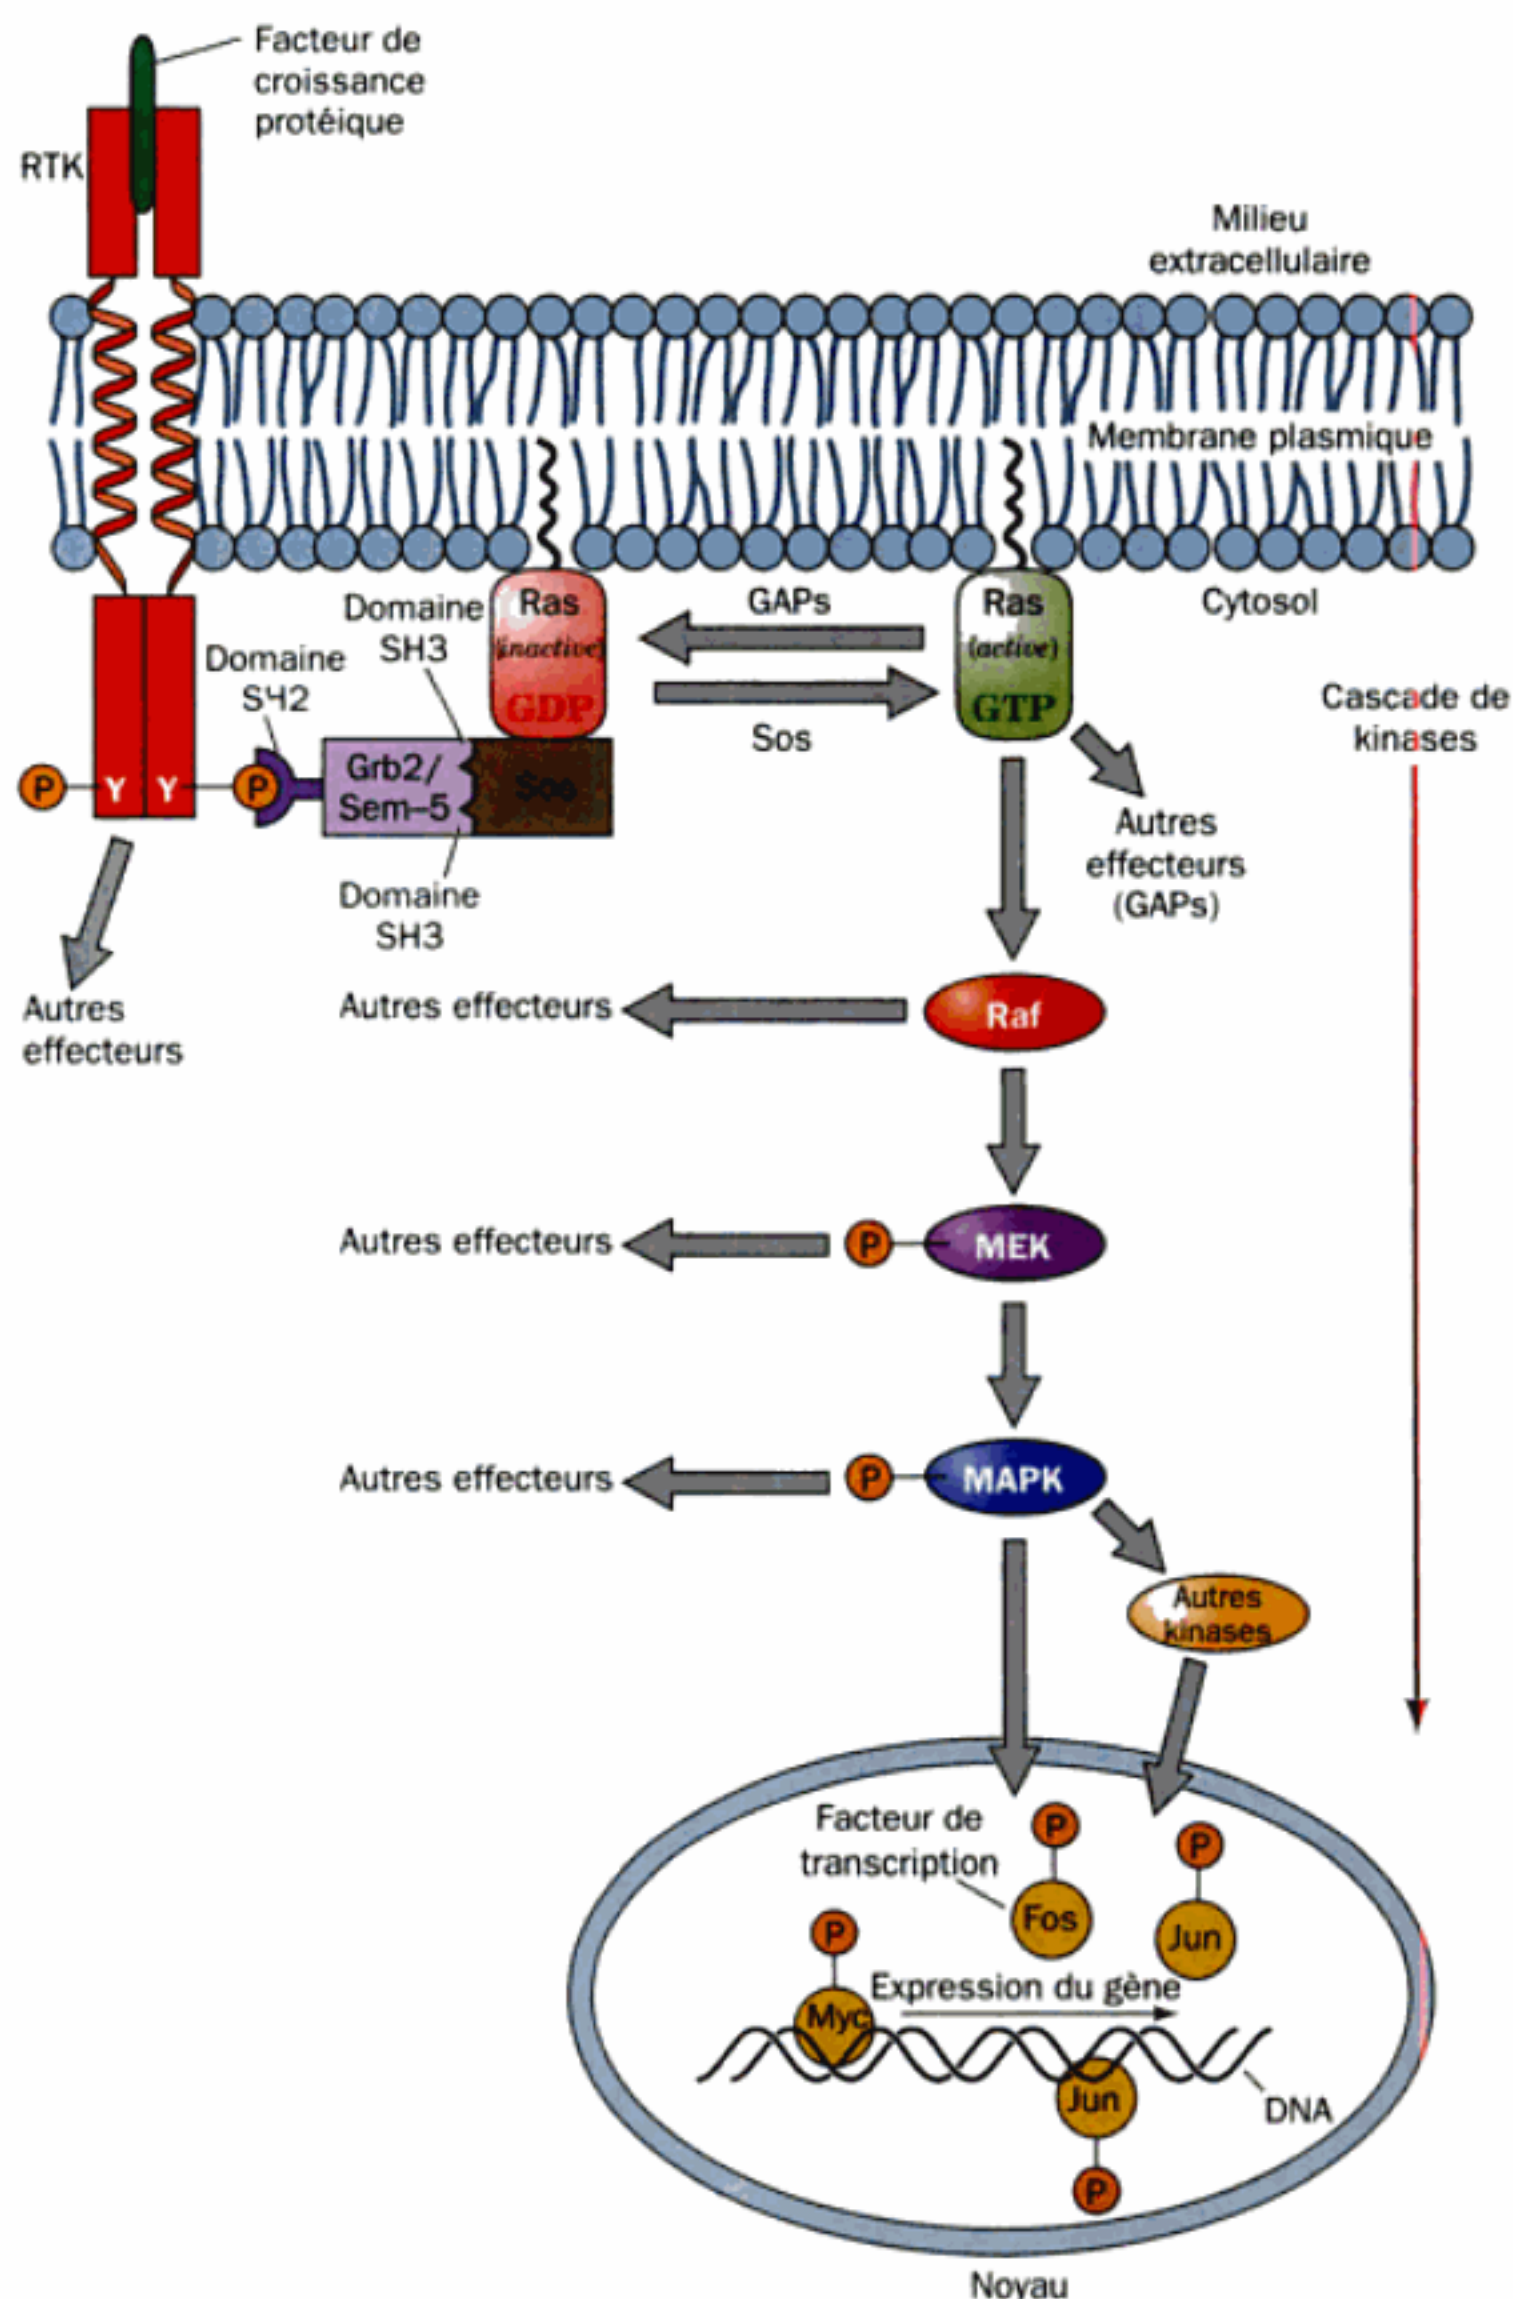 Facteur de
croissance
protéique
RTK
Milieu
extracellulaire
Membrane plasmique
Cytosol
Domaine
SH3
Domaine
SH2
Ras
(inactive)
GDP
GAPs
Sos
Ras
(active)
GTP
Cascade de
kinases
P
Y
Y
P
Grb2/
Sem-5
Sos
Domaine
SH3
Autres
effecteurs
(GAPs)
Autres
effecteurs
Autres effecteurs
Raf
Autres effecteurs
P
MEK
Autres effecteurs
P
MAPK
Autres
kinases
Facteur de
transcription
P
Fos
P
Jun
P
Myc
Expression du gène
Jun
P
DNA
Noyau